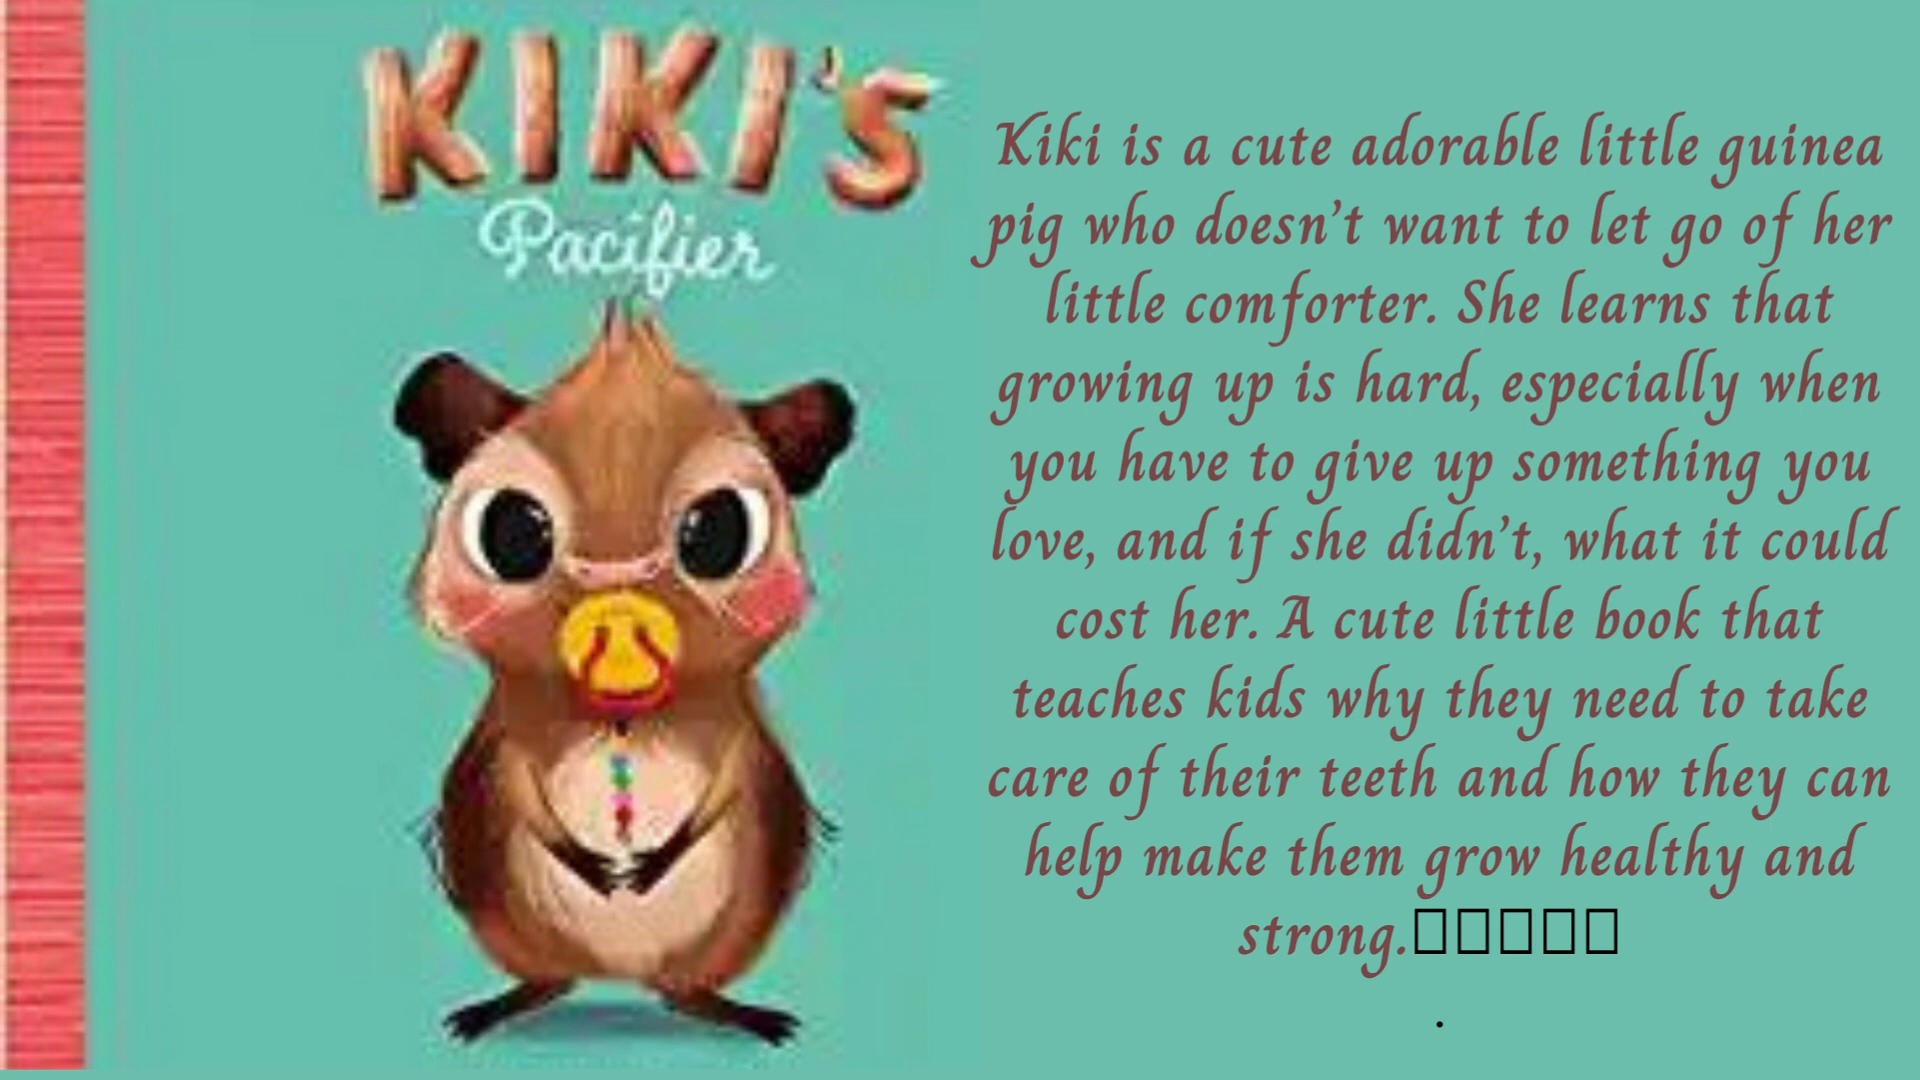 KIKI'S
Pacifier
Kiki is a cute adorable little guinea
pig who doesn't want to let go of her
little comforter. She learns that
growing up is hard, especially when
you have to give up something you
love, and if she didn't, what it could
cost her. A cute little book that
teaches kids why they need to take
care of their teeth and how they can
help make them grow healthy and
strong.□□□□□
.